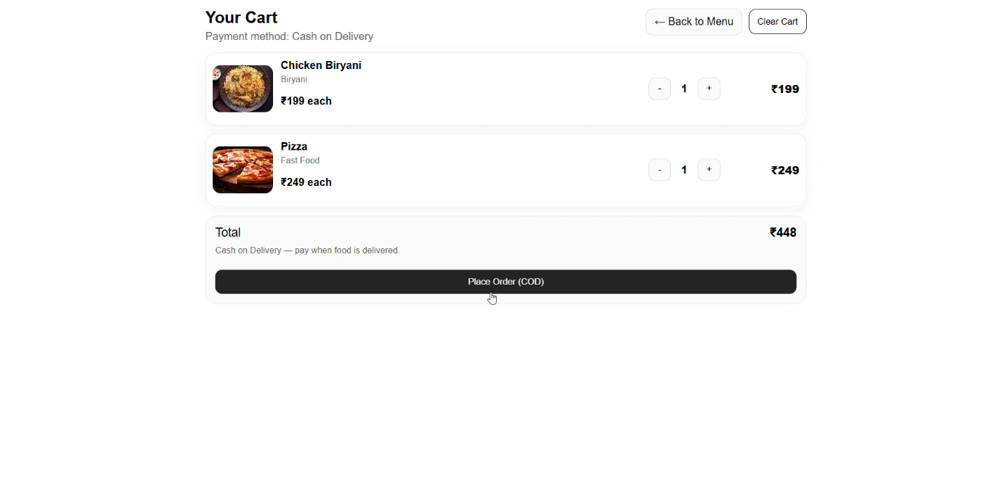 Your Cart
← Back to Menu
Clear Cart
Payment method: Cash on Delivery
Chicken Biryani
Biryani
₹199 each
- 1 +
₹199
Pizza
Fast Food
₹249 each
- 1 +
₹249
Total
₹448
Cash on Delivery — pay when food is delivered.
Place Order (COD)